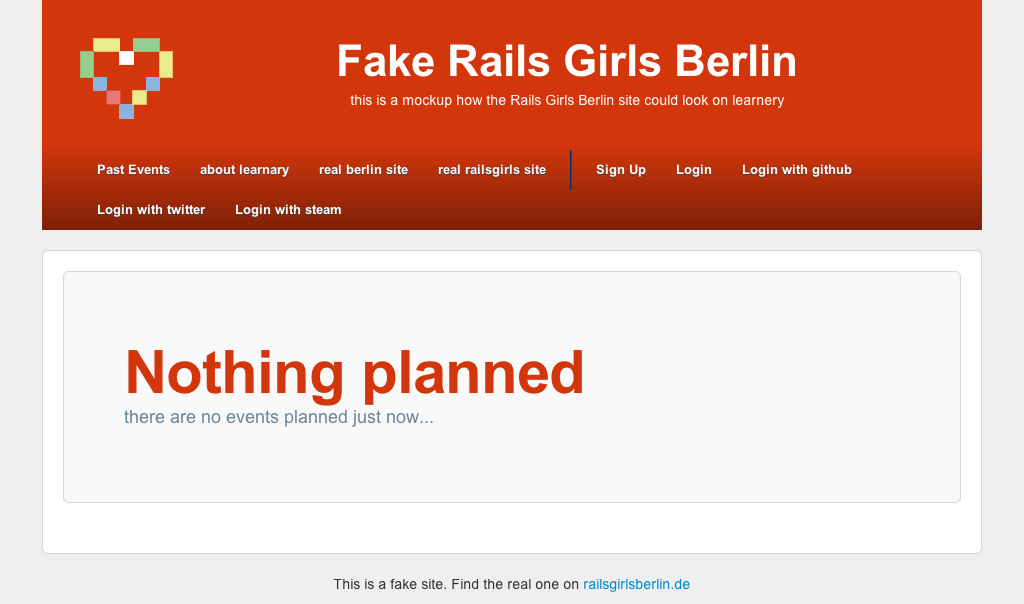 Fake Rails Girls Berlin
this is a mockup how the Rails Girls Berlin site could look on learnery
Past Events about learnary real berlin site real railsgirls site Sign Up Login Login with github
Login with twitter Login with steam
Nothing planned
there are no events planned just now...
This is a fake site. Find the real one on railsgirlsberlin.de